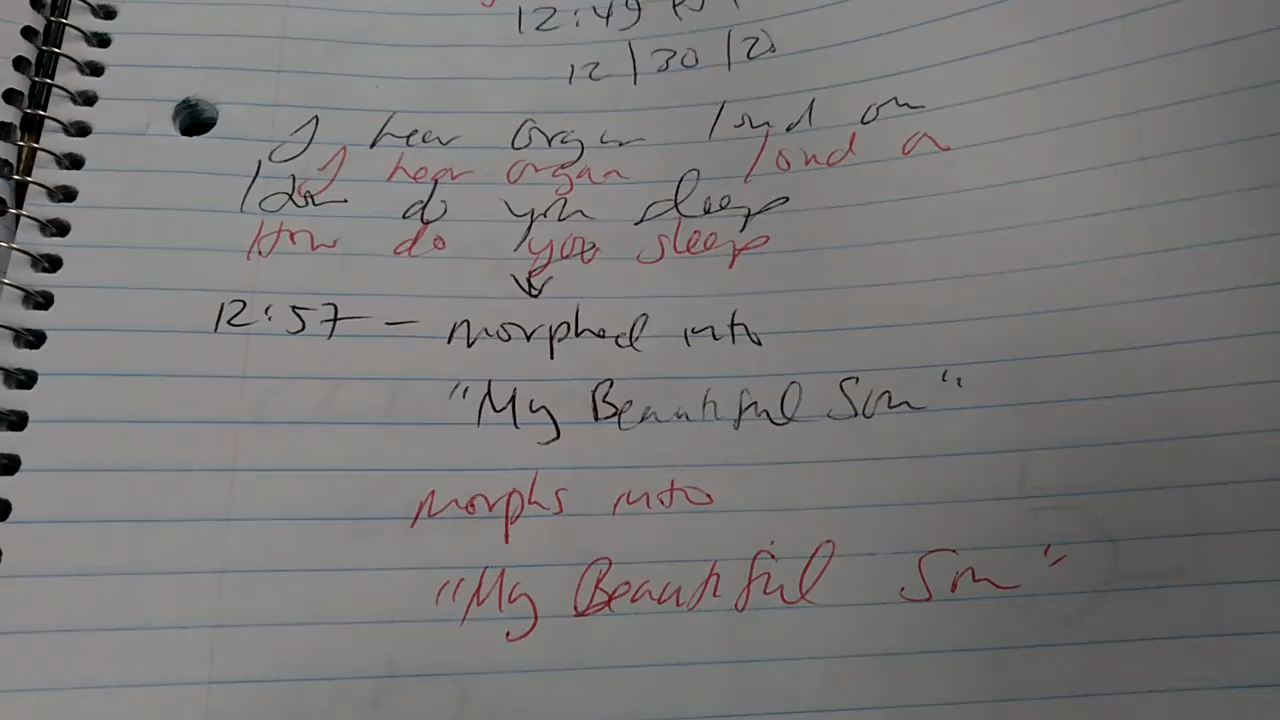 12:49
12/30/20
I hear organ loud on
I hear organ loud on
How do you sleep
How do you sleep
12:57 - morphed into
"My Beautiful Son"
morphs into
"My Beautiful Son"